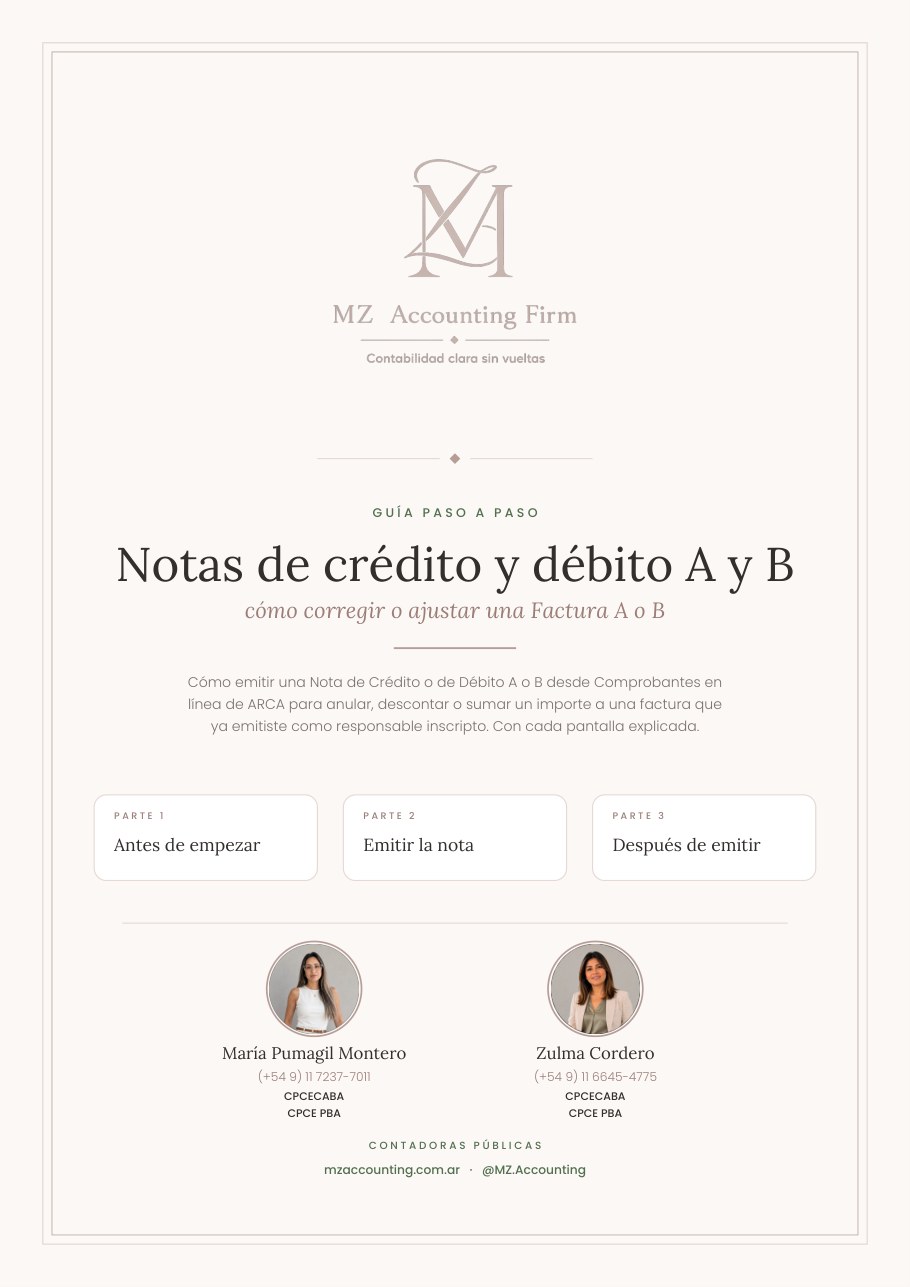 MZ Accounting Firm
Contabilidad clara sin vueltas
GUÍA PASO A PASO
Notas de crédito y débito A y B
cómo corregir o ajustar una Factura A o B
Cómo emitir una Nota de Crédito o de Débito A o B desde Comprobantes en
línea de ARCA para anular, descontar o sumar un importe a una factura que
ya emitiste como responsable inscripto. Con cada pantalla explicada.
PARTE 1
Antes de empezar
PARTE 2
Emitir la nota
PARTE 3
Después de emitir
María Pumagil Montero
(+54 9) 11 7237-7011
CPCECABA
CPCE PBA
Zulma Cordero
(+54 9) 11 6645-4775
CPCECABA
CPCE PBA
CONTADORAS PÚBLICAS
mzaccounting.com.ar · @MZ.Accounting